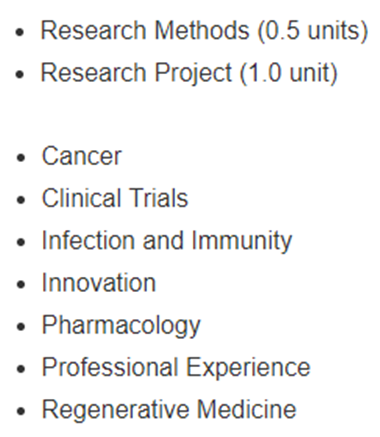 • Research Methods (0.5 units)
• Research Project (1.0 unit)
• Cancer
• Clinical Trials
• Infection and Immunity
• Innovation
• Pharmacology
• Professional Experience
• Regenerative Medicine